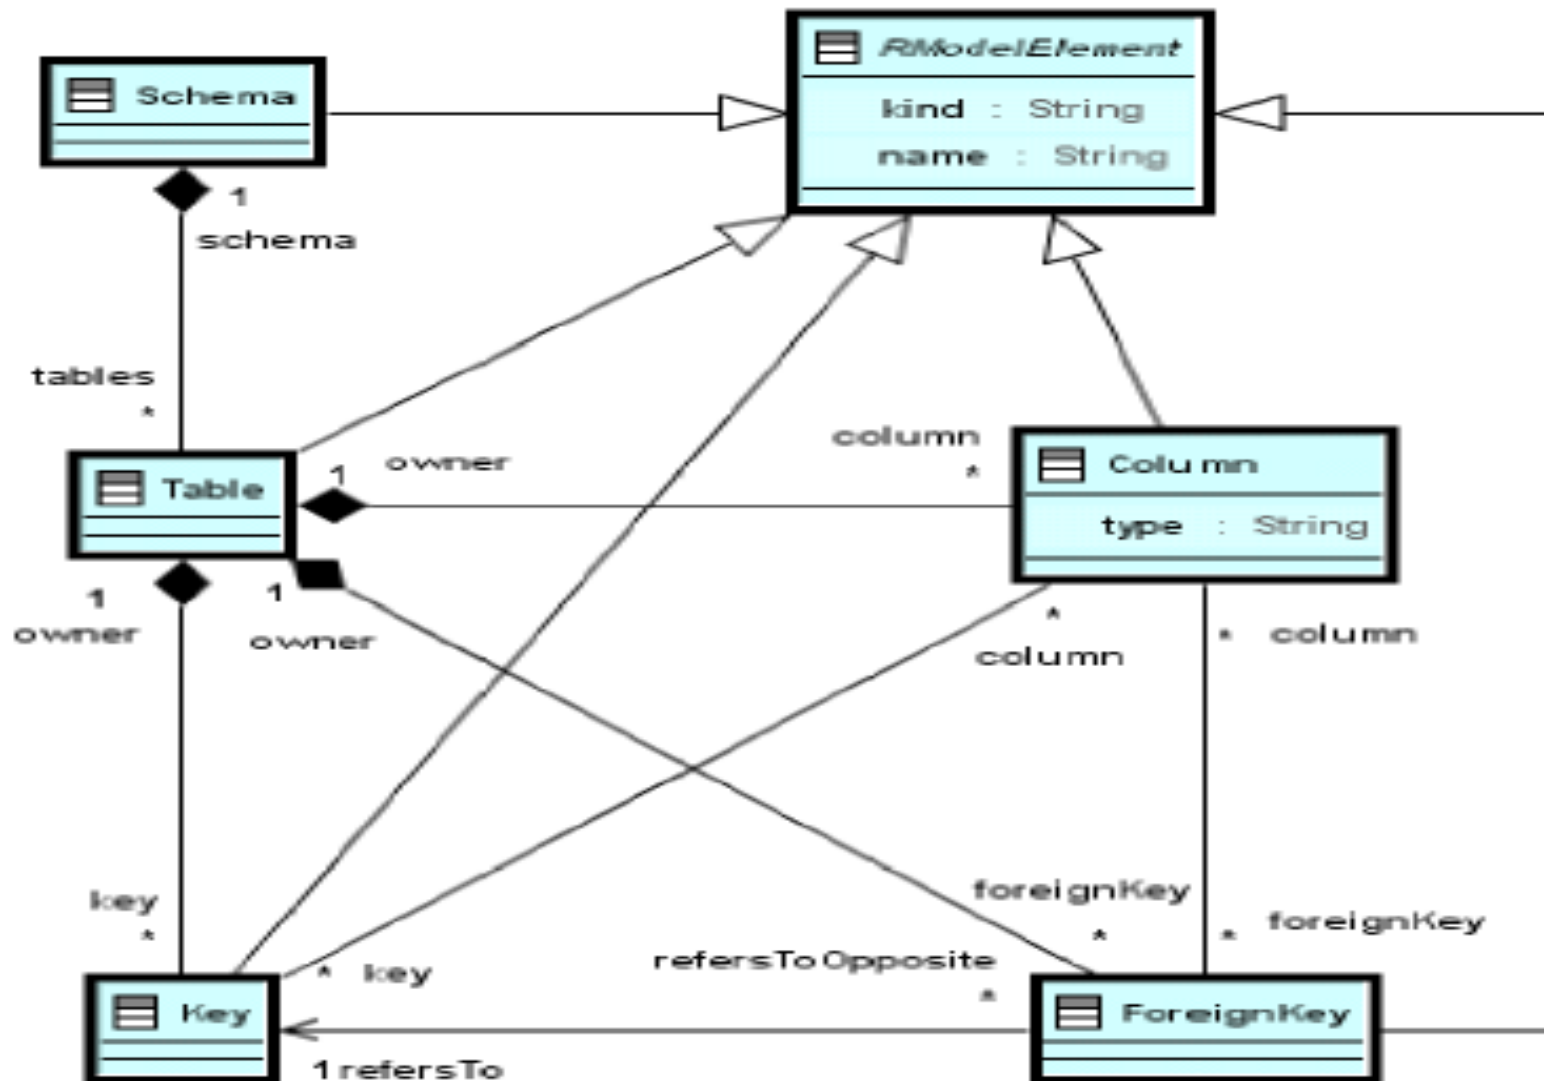 RModelElement
kind : String
name : String
Schema
1
schema
tables
*
Table
1
owner
column
*
Column
type : String
1
owner
1
owner
*
column
*
column
key
*
*
key
foreignKey
*
*
foreignKey
refersToOpposite
*
Key
1 refersTo
ForeignKey